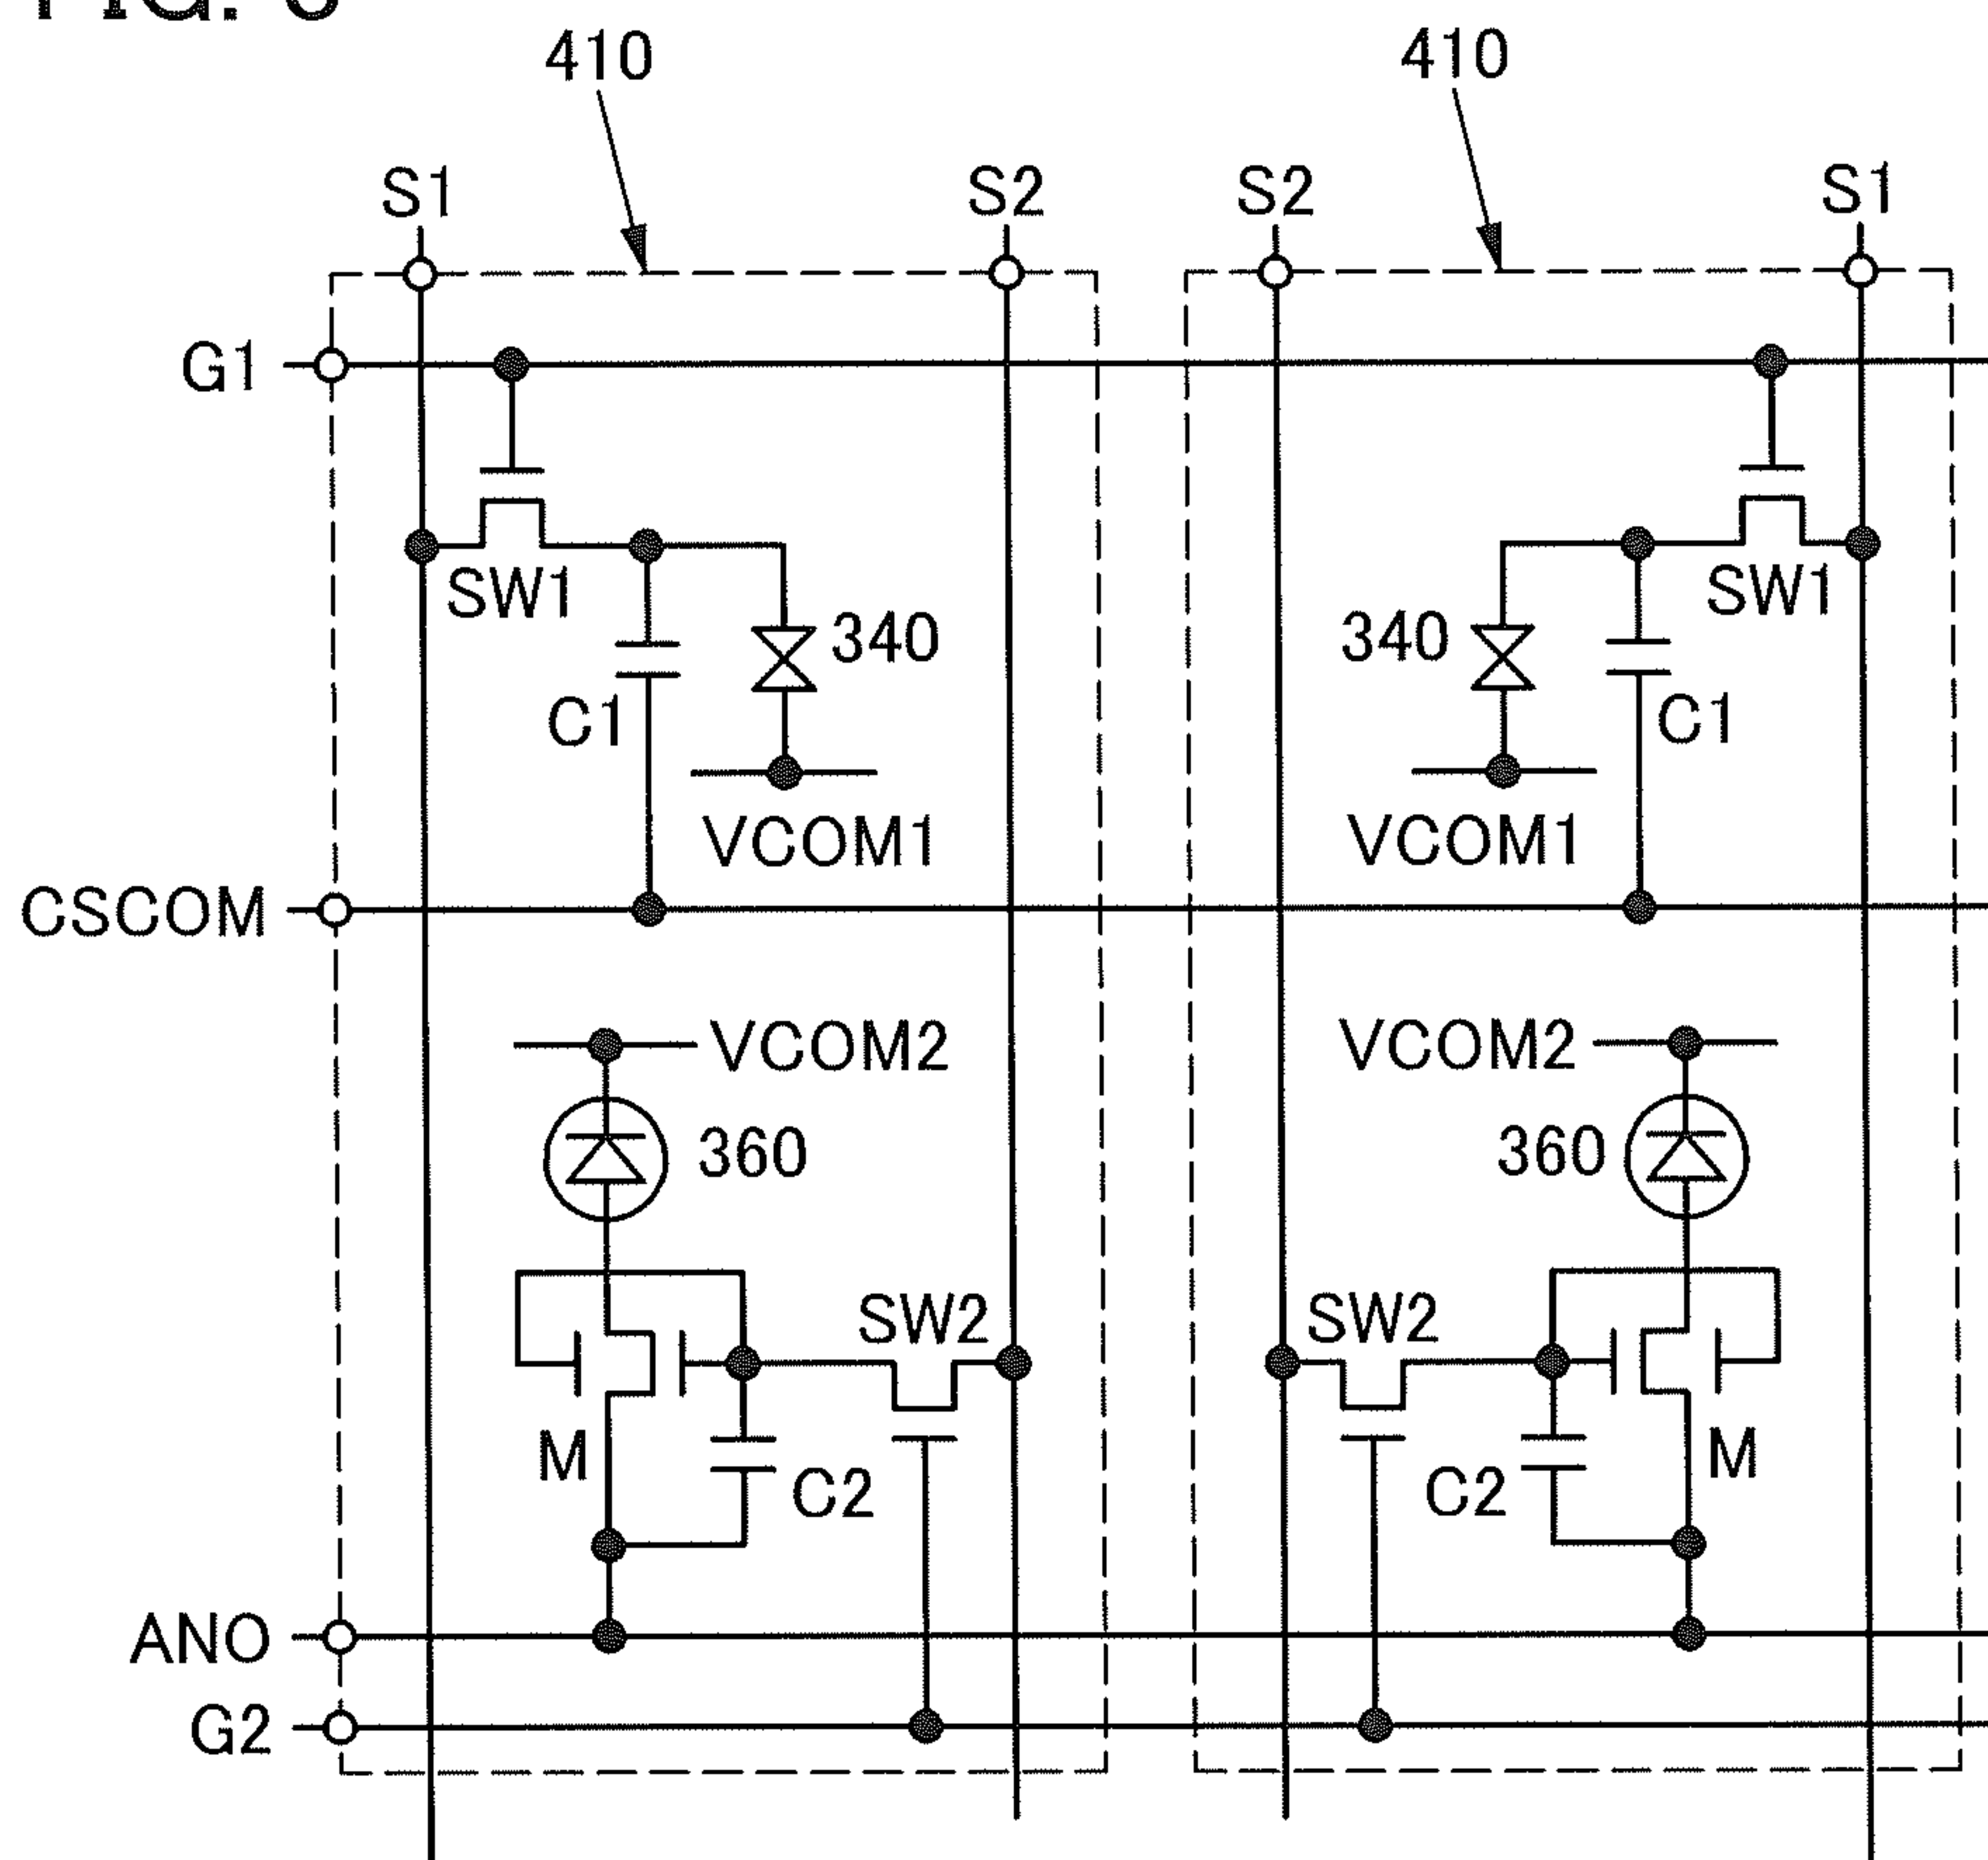 410 410
S1 S2 S2 S1
G1
SW1 SW1
340 340
C1 C1
VCOM1 VCOM1
CSCOM
VCOM2 VCOM2
360 360
SW2 SW2
M M
C2 C2
ANO
G2